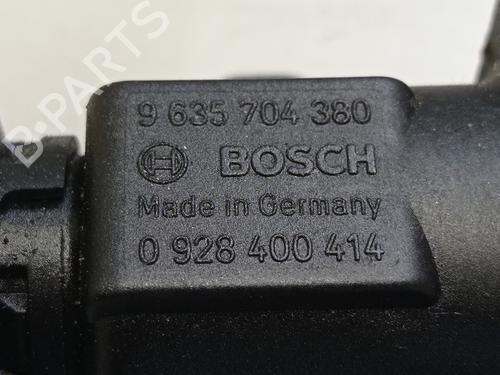 9 635 704 380
BOSCH
Made in Germany
0 928 400 414
B-PARTS